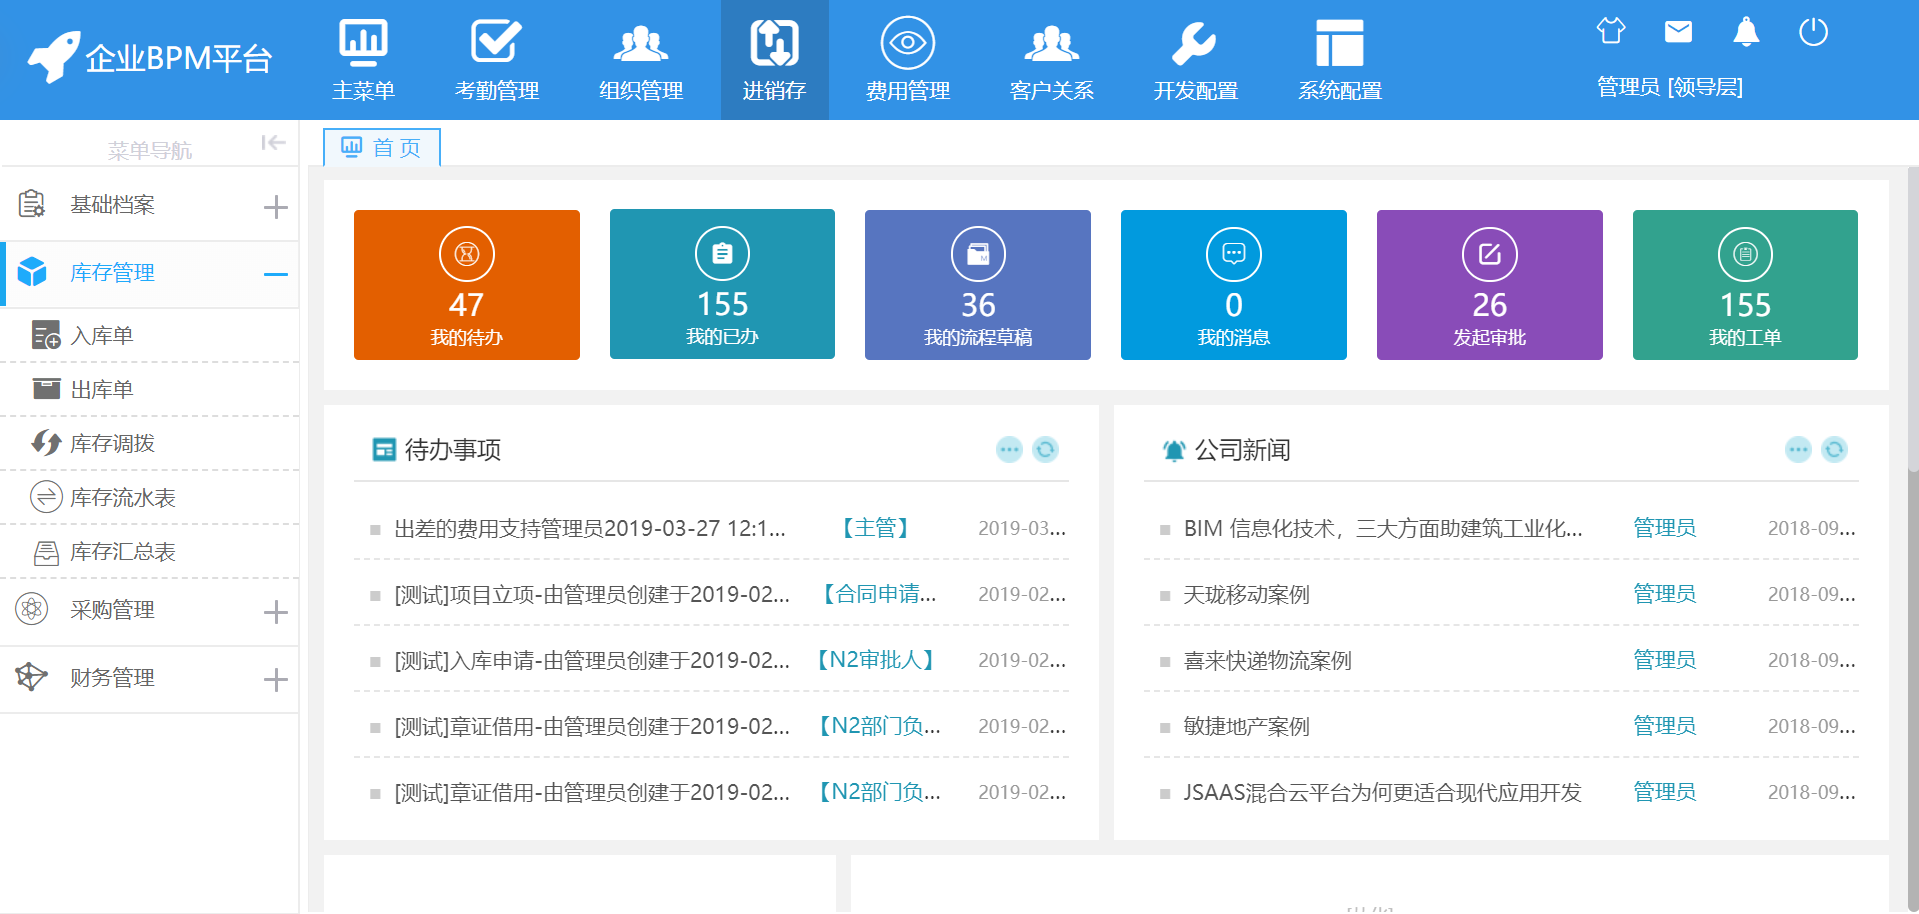 企业BPM平台
主菜单
考勤管理
组织管理
进销存
费用管理
客户关系
开发配置
系统配置
管理员 [领导层]
菜单导航
基础档案
库存管理
入库单
出库单
库存调拨
库存流水表
库存汇总表
采购管理
财务管理
首 页
47
我的待办
155
我的已办
36
我的流程草稿
0
我的消息
26
发起审批
155
我的工单
待办事项
出差的费用支持管理员2019-03-27 12:1... 【主管】 2019-03...
[测试]项目立项-由管理员创建于2019-02... 【合同申请... 2019-02...
[测试]入库申请-由管理员创建于2019-02... 【N2审批人】 2019-02...
[测试]章证借用-由管理员创建于2019-02... 【N2部门负... 2019-02...
[测试]章证借用-由管理员创建于2019-02... 【N2部门负... 2019-02...
公司新闻
BIM 信息化技术，三大方面助建筑工业化... 管理员 2018-09...
天珑移动案例 管理员 2018-09...
喜来快递物流案例 管理员 2018-09...
敏捷地产案例 管理员 2018-09...
JSAAS混合云平台为何更适合现代应用开发 管理员 2018-09...